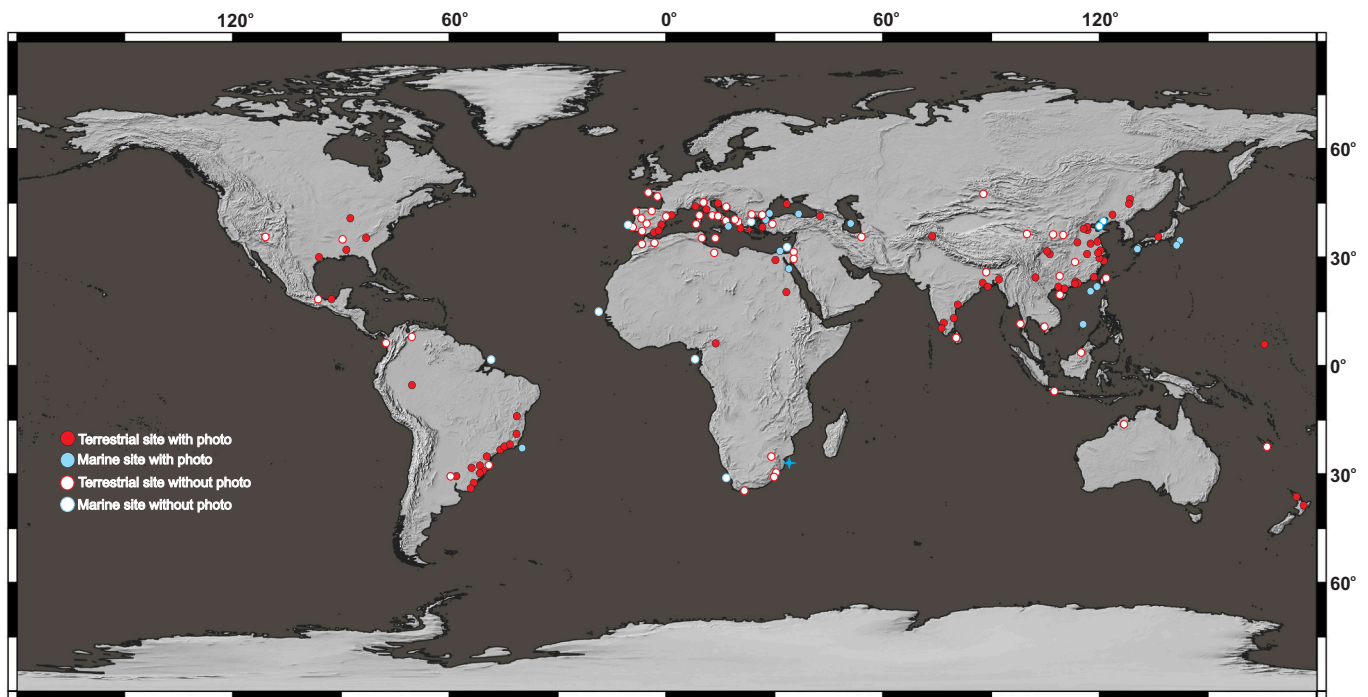 120° 60° 0° 60° 120°
60°
30°
0°
30°
60°
Terrestrial site with photo
Marine site with photo
Terrestrial site without photo
Marine site without photo